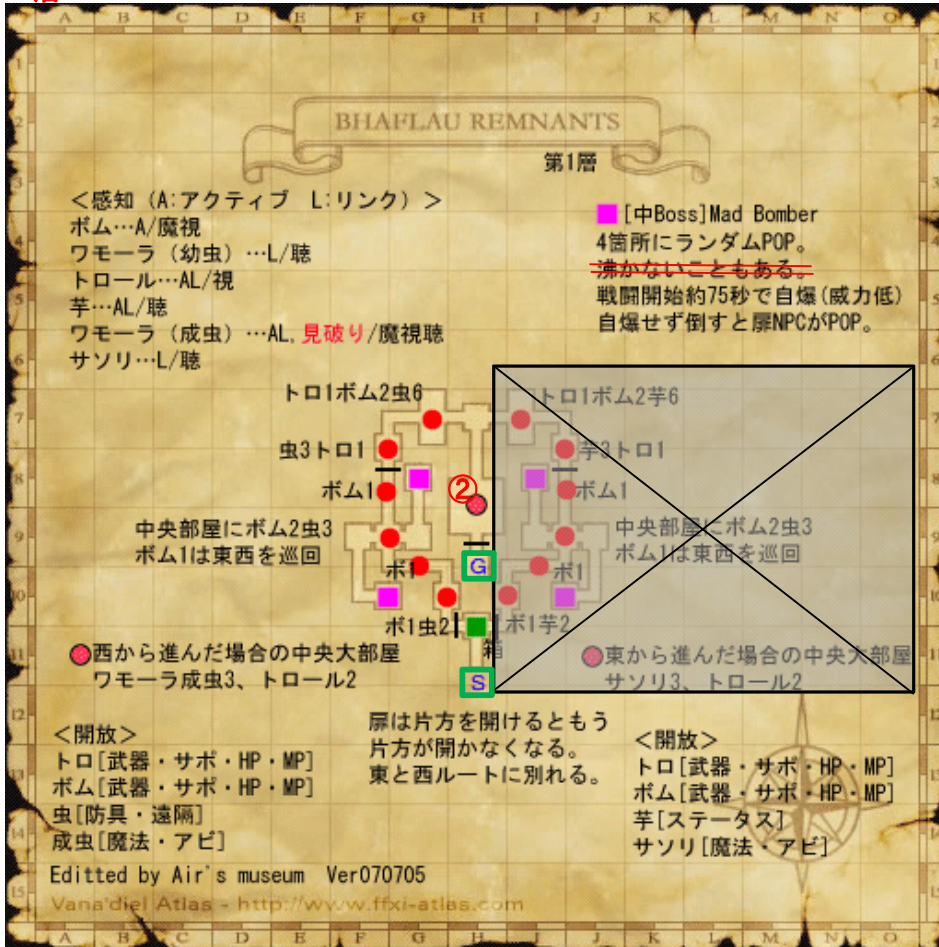 A B C D E F G H I J K L M N O
BHAFLAU REMNANTS
第1層
<感知 (A:アクティブ L:リンク) >
ボム…A/魔視
ワモーラ (幼虫) …L/聴
トロール…AL/視
芋…AL/聴
ワモーラ (成虫) …AL,見破り/魔視聴
サソリ…L/聴
[中Boss]Mad Bomber
4箇所にランダムPOP。
沸かないこともある。
戦闘開始約75秒で自爆(威力低)
自爆せず倒すと扉NPCがPOP。
トロ1ボム2虫6
トロ1ボム2芋6
虫3トロ1
芋3トロ1
②
ボム1
ボム1
中央部屋にボム2虫3
ボム1は東西を巡回
中央部屋にボム2虫3
ボム1は東西を巡回
ボ1
G
ボ1
ボ1虫2
ボ1芋2
箱
S
西から進んだ場合の中央大部屋
ワモーラ成虫3、トロール2
東から進んだ場合の中央大部屋
サソリ3、トロール2
扉は片方を開けるともう
片方が開かなくなる。
東と西ルートに別れる。
<開放>
トロ[武器・サポ・HP・MP]
ボム[武器・サポ・HP・MP]
虫[防具・遠隔]
成虫[魔法・アビ]
<開放>
トロ[武器・サポ・HP・MP]
ボム[武器・サポ・HP・MP]
芋[ステータス]
サソリ[魔法・アビ]
Editted by Air's museum Ver070705
Vana'diel Atlas - http://www.ffxi-atlas.com
A B C D E F G H I J K L M N O